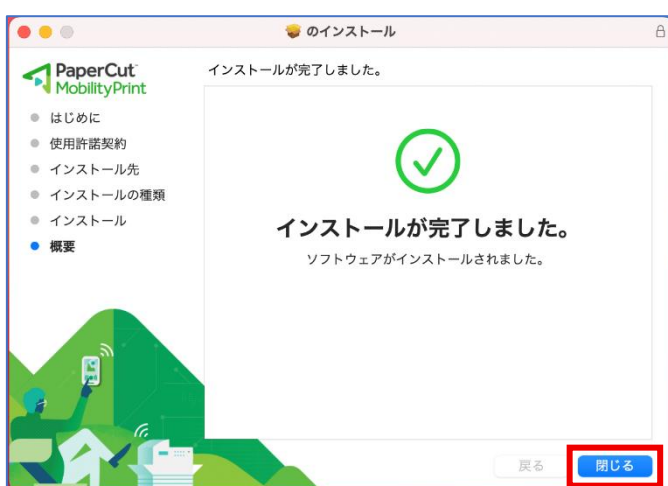 のインストール
PaperCut
MobilityPrint
インストールが完了しました。
はじめに
使用許諾契約
インストール先
インストールの種類
インストール
概要
インストールが完了しました。
ソフトウェアがインストールされました。
戻る
閉じる